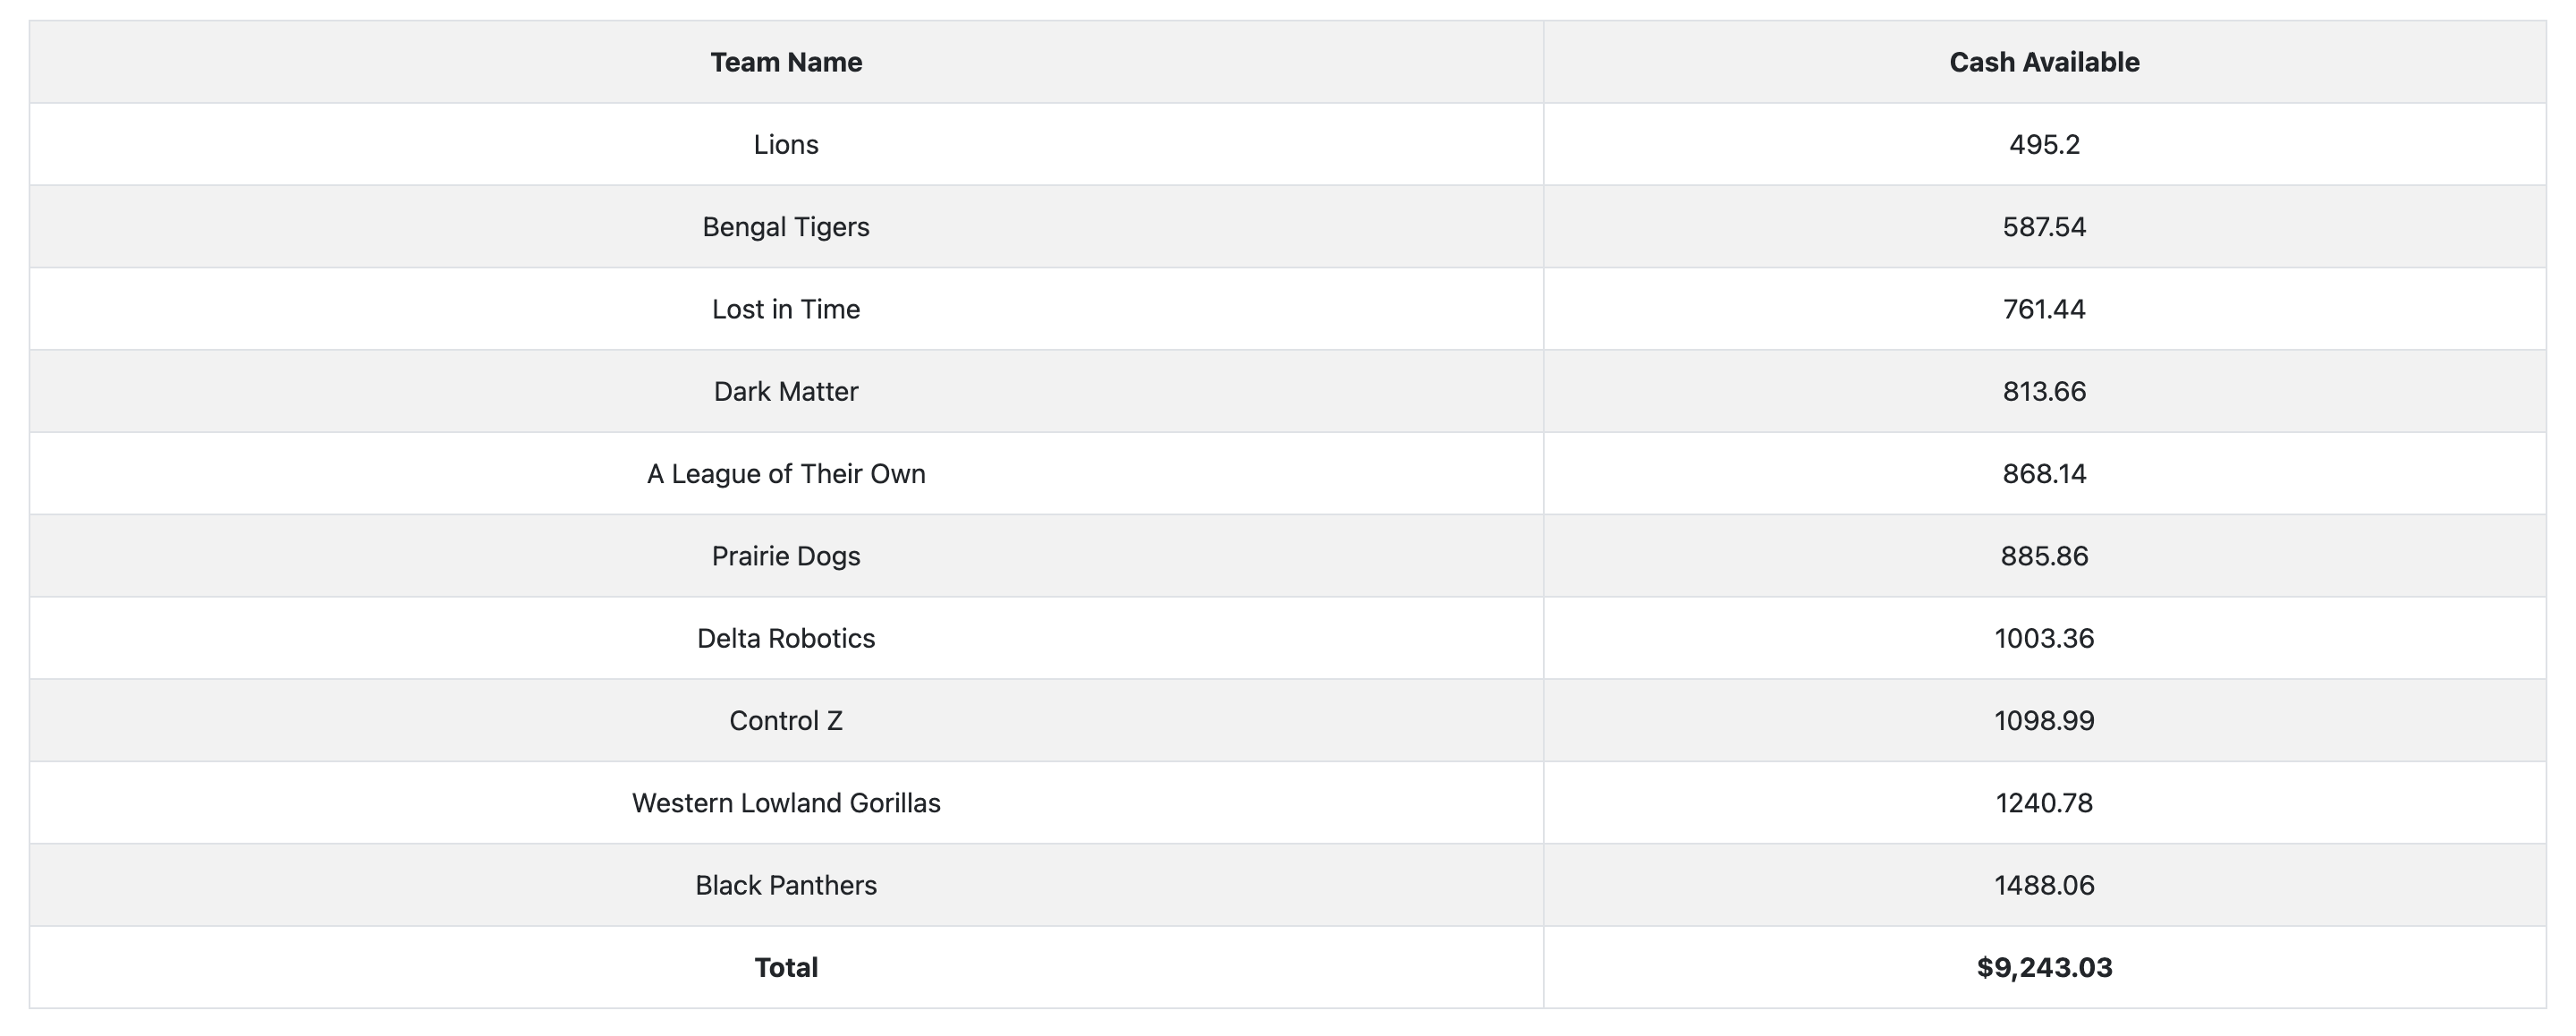 Team Name Cash Available
Lions 495.2
Bengal Tigers 587.54
Lost in Time 761.44
Dark Matter 813.66
A League of Their Own 868.14
Prairie Dogs 885.86
Delta Robotics 1003.36
Control Z 1098.99
Western Lowland Gorillas 1240.78
Black Panthers 1488.06
Total $9,243.03